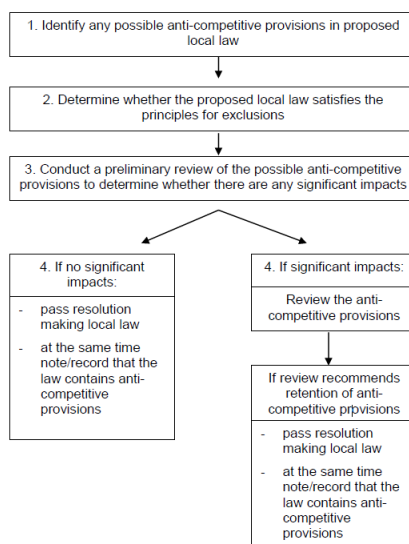 1. Identify any possible anti-competitive provisions in proposed
local law
2. Determine whether the proposed local law satisfies the
principles for exclusions
3. Conduct a preliminary review of the possible anti-competitive
provisions to determine whether there are any significant impacts
4. If no significant
impacts:
- pass resolution
making local law
- at the same time
note/record that the
law contains anti-
competitive
provisions
4. If significant impacts:
Review the anti-
competitive provisions
If review recommends
retention of anti-
competitive provisions
- pass resolution
making local law
- at the same time
note/record that the
law contains anti-
competitive
provisions